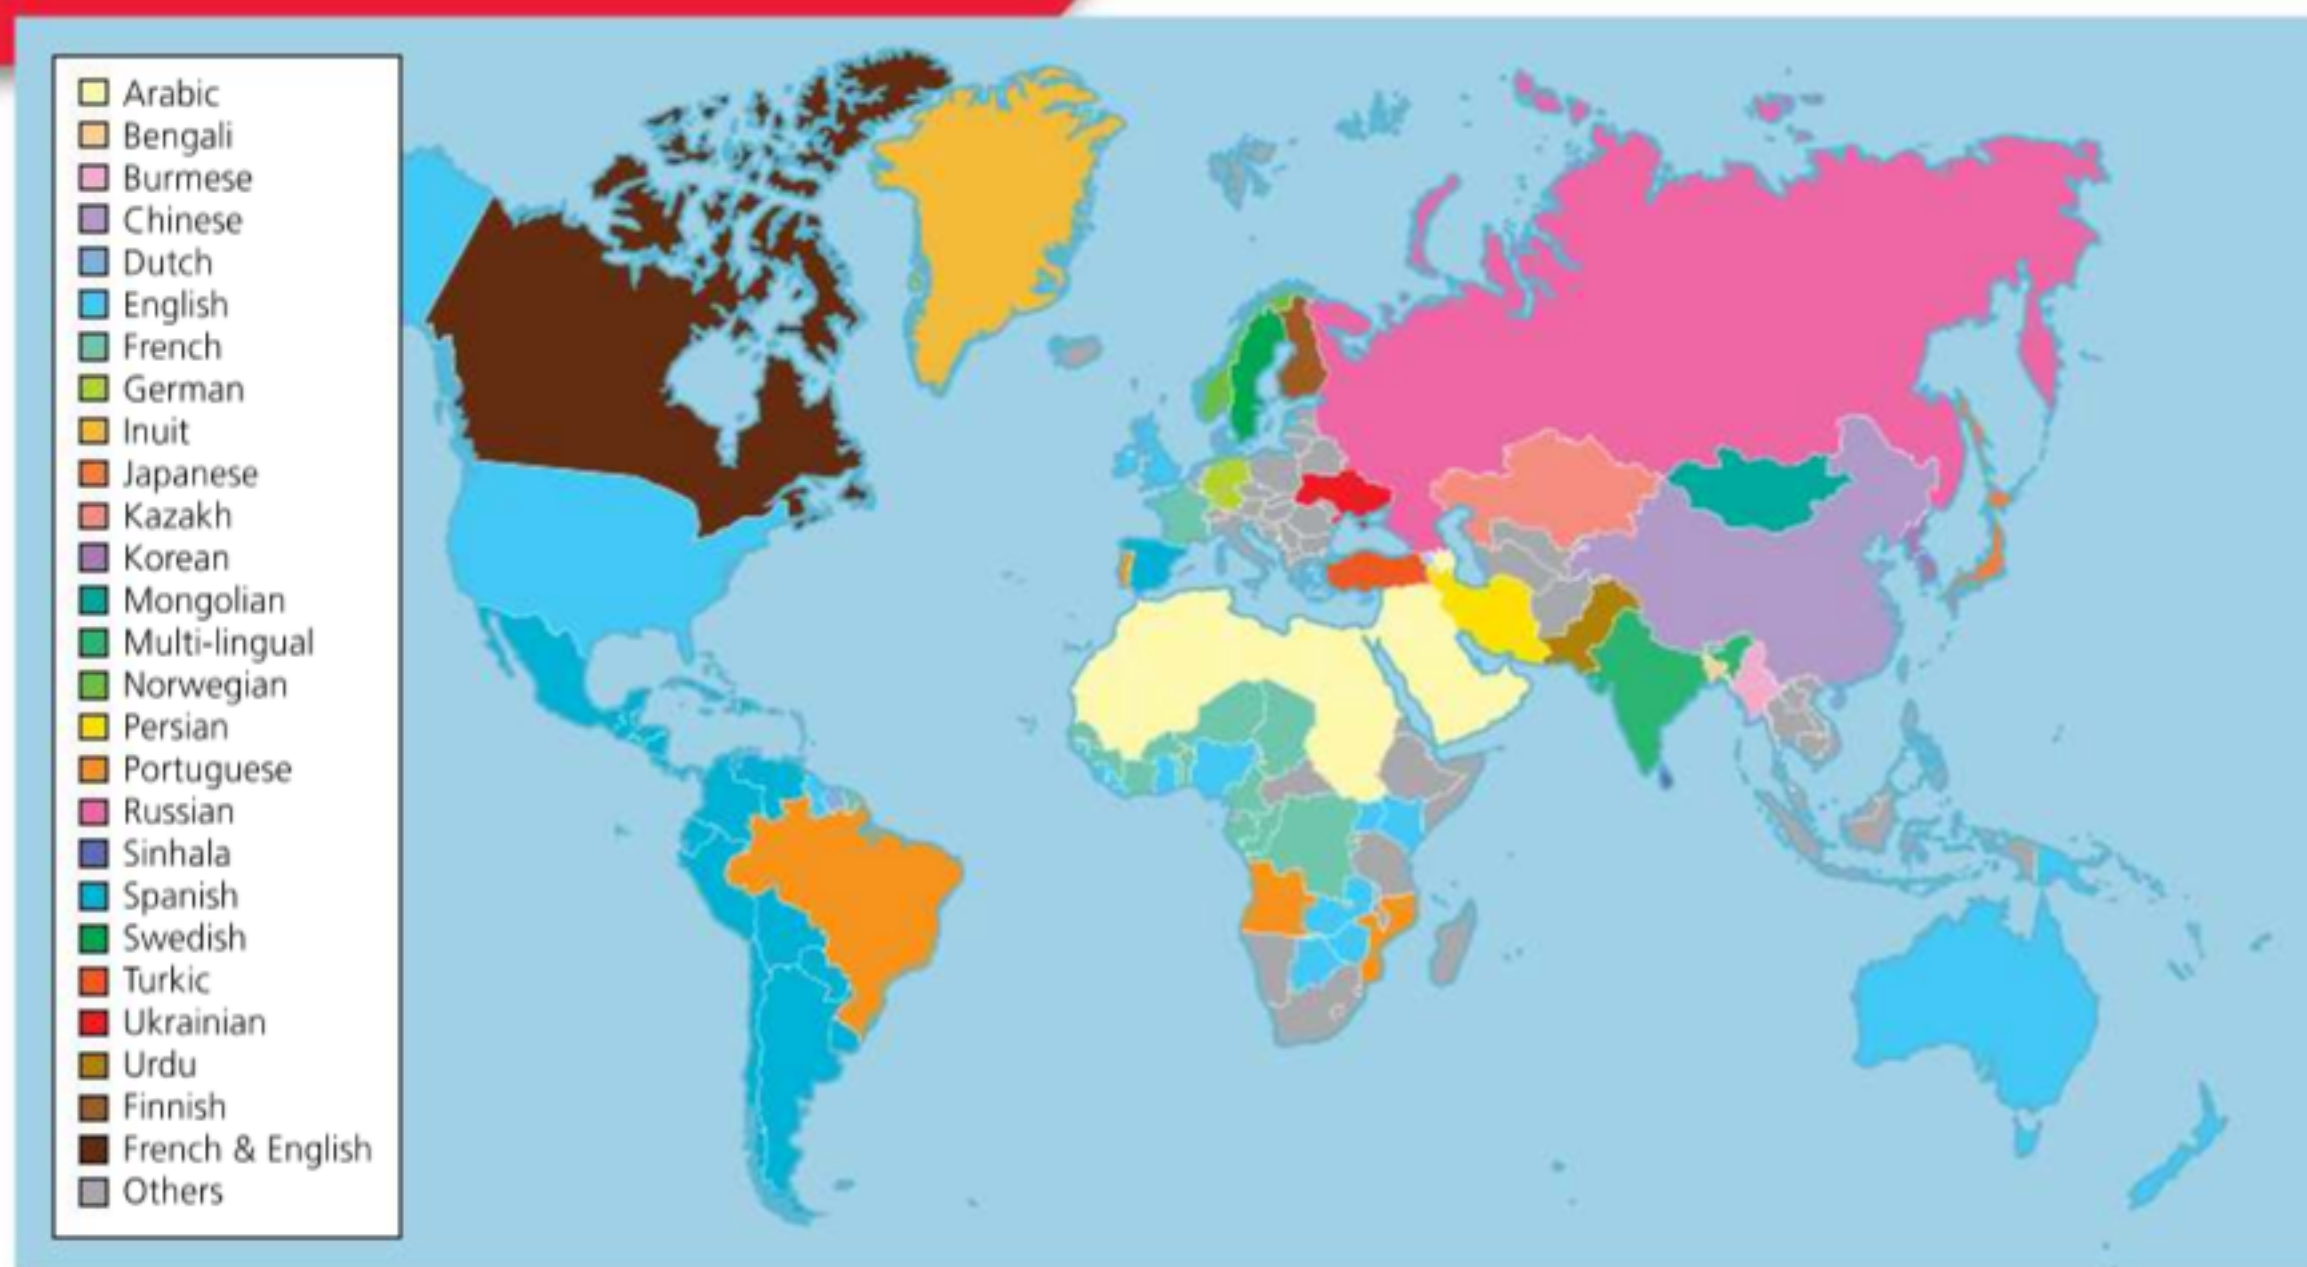 Arabic
Bengali
Burmese
Chinese
Dutch
English
French
German
Inuit
Japanese
Kazakh
Korean
Mongolian
Multi-lingual
Norwegian
Persian
Portuguese
Russian
Sinhala
Spanish
Swedish
Turkic
Ukrainian
Urdu
Finnish
French & English
Others